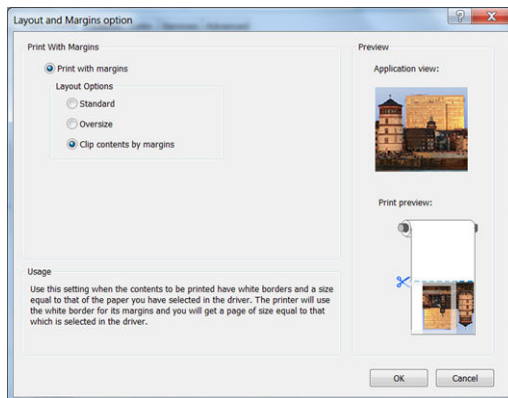 Layout and Margins option
Print With Margins
Print with margins
Layout Options
Standard
Oversize
Clip contents by margins
Usage
Use this setting when the contents to be printed have white borders and a size
equal to that of the paper you have selected in the driver. The printer will use
the white border for its margins and you will get a page of size equal to that
which is selected in the driver.
Preview
Application view:
Print preview:
OK
Cancel